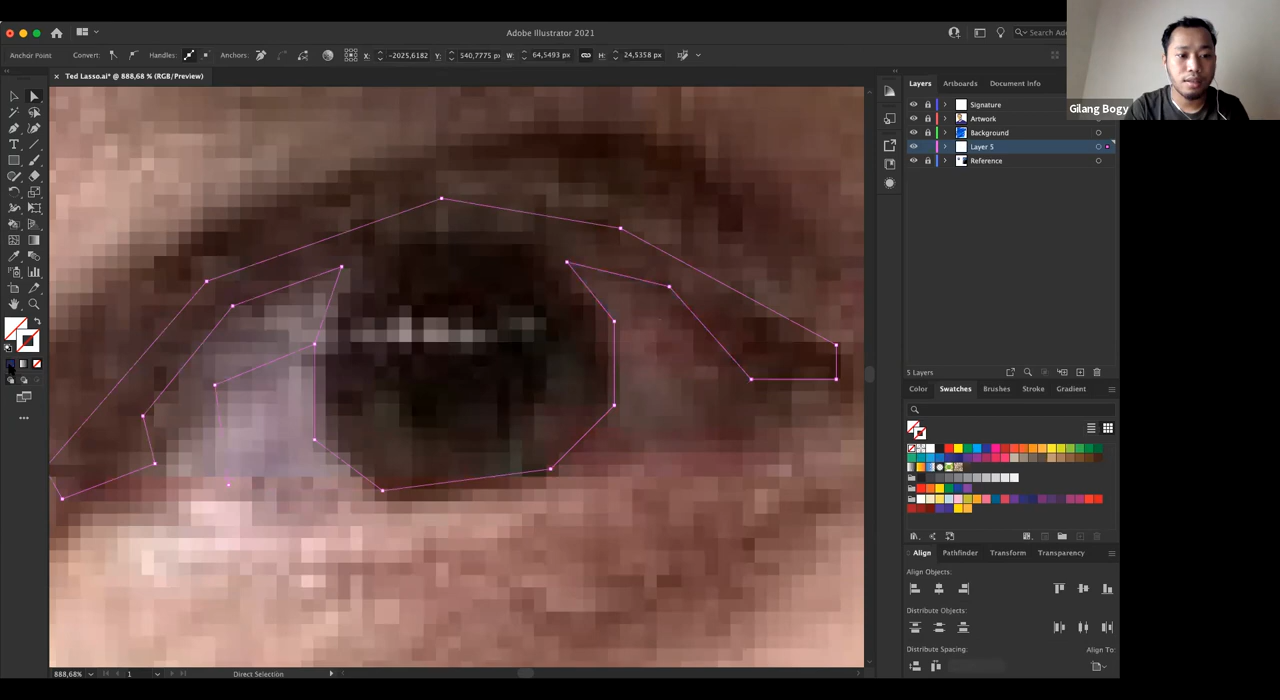 Adobe Illustrator 2021
Search Ad
Anchor Point
Convert:
Handles:
Anchors:
X: -2025,6182
Y: 540,7775 px
W: 64,5493 px
H: 24,5358 px
Ted Lasso.ai* @ 888,68 % (RGB/Preview)
Gilang Bogy
Layers
Artboards
Document Info
Signature
Artwork
Background
Layer 5
Reference
5 Layers
Color
Swatches
Brushes
Stroke
Gradient
Align
Pathfinder
Transform
Transparency
Align Objects:
Distribute Objects:
Distribute Spacing:
Align To:
888,68%
1
Direct Selection